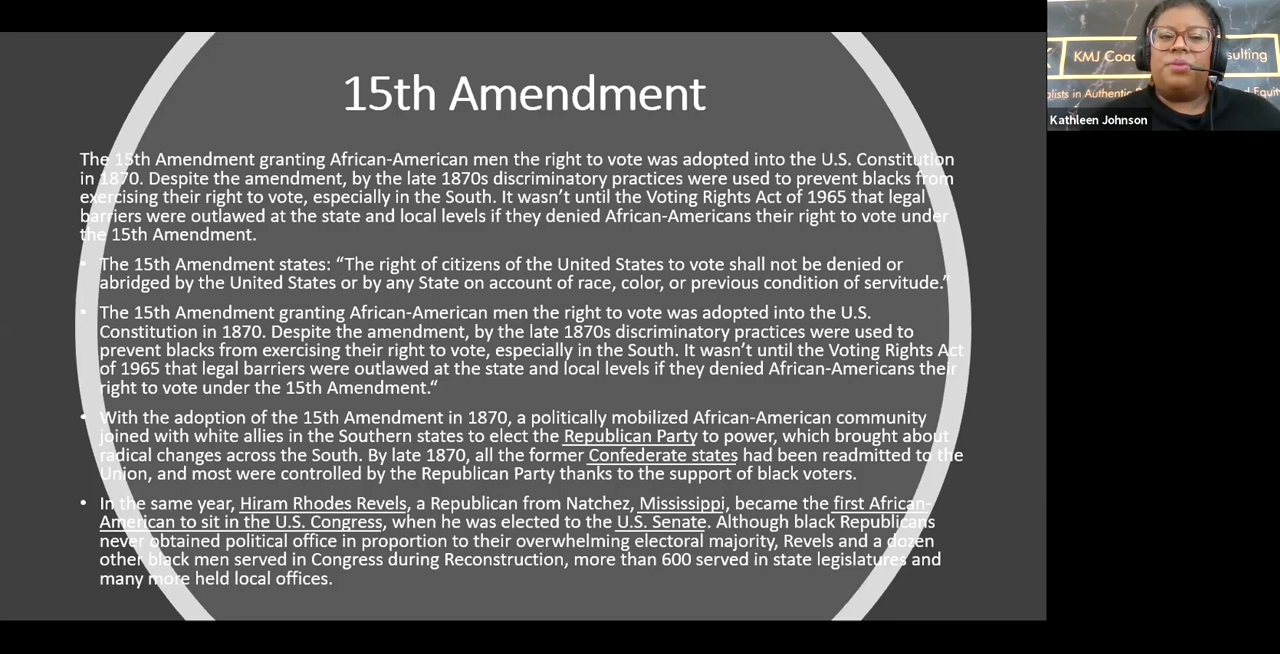 15th Amendment
The 15th Amendment granting African-American men the right to vote was adopted into the U.S. Constitution
in 1870. Despite the amendment, by the late 1870s discriminatory practices were used to prevent blacks from
exercising their right to vote, especially in the South. It wasn’t until the Voting Rights Act of 1965 that legal
barriers were outlawed at the state and local levels if they denied African-Americans their right to vote under
the 15th Amendment.
• The 15th Amendment states: “The right of citizens of the United States to vote shall not be denied or
abridged by the United States or by any State on account of race, color, or previous condition of servitude.”
• The 15th Amendment granting African-American men the right to vote was adopted into the U.S.
Constitution in 1870. Despite the amendment, by the late 1870s discriminatory practices were used to
prevent blacks from exercising their right to vote, especially in the South. It wasn’t until the Voting Rights Act
of 1965 that legal barriers were outlawed at the state and local levels if they denied African-Americans their
right to vote under the 15th Amendment.“
• With the adoption of the 15th Amendment in 1870, a politically mobilized African-American community
joined with white allies in the Southern states to elect the Republican Party to power, which brought about
radical changes across the South. By late 1870, all the former Confederate states had been readmitted to the
Union, and most were controlled by the Republican Party thanks to the support of black voters.
• In the same year, Hiram Rhodes Revels, a Republican from Natchez, Mississippi, became the first African-
American to sit in the U.S. Congress, when he was elected to the U.S. Senate. Although black Republicans
never obtained political office in proportion to their overwhelming electoral majority, Revels and a dozen
other black men served in Congress during Reconstruction, more than 600 served in state legislatures and
many more held local offices.
KMJ Coa sulting
alists in Authentic d Equity
Kathleen Johnson